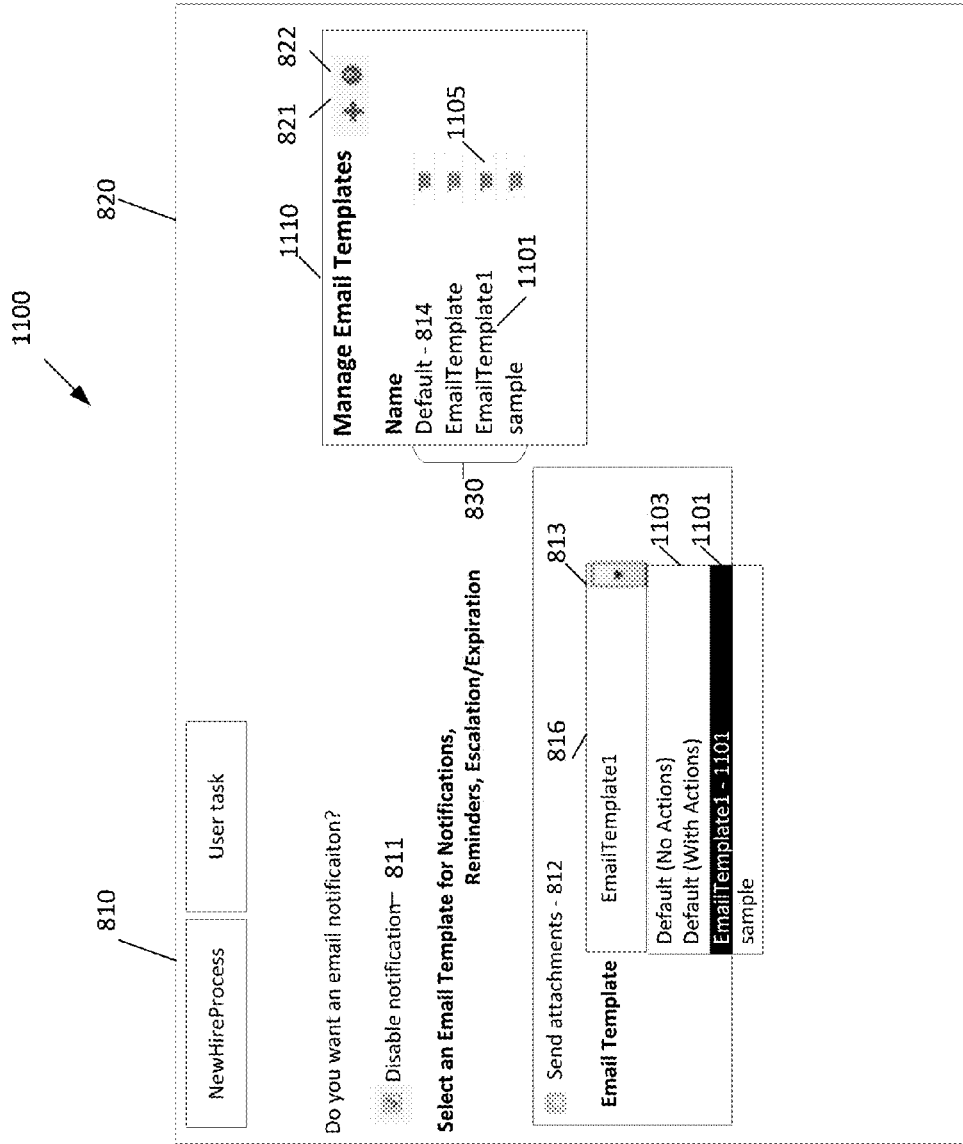 1100
810
820
NewHireProcess
User task
Do you want an email notificaiton?
Disable notification 811
Select an Email Template for Notifications,
Reminders, Escalation/Expiration
Send attachments - 812
816
813
Email Template
EmailTemplate1
Default (No Actions)
Default (With Actions)
EmailTemplate1 - 1101
sample
1103
1101
1110
821
822
Manage Email Templates
Name
Default - 814
EmailTemplate
EmailTemplate1
sample
830
1105
1101